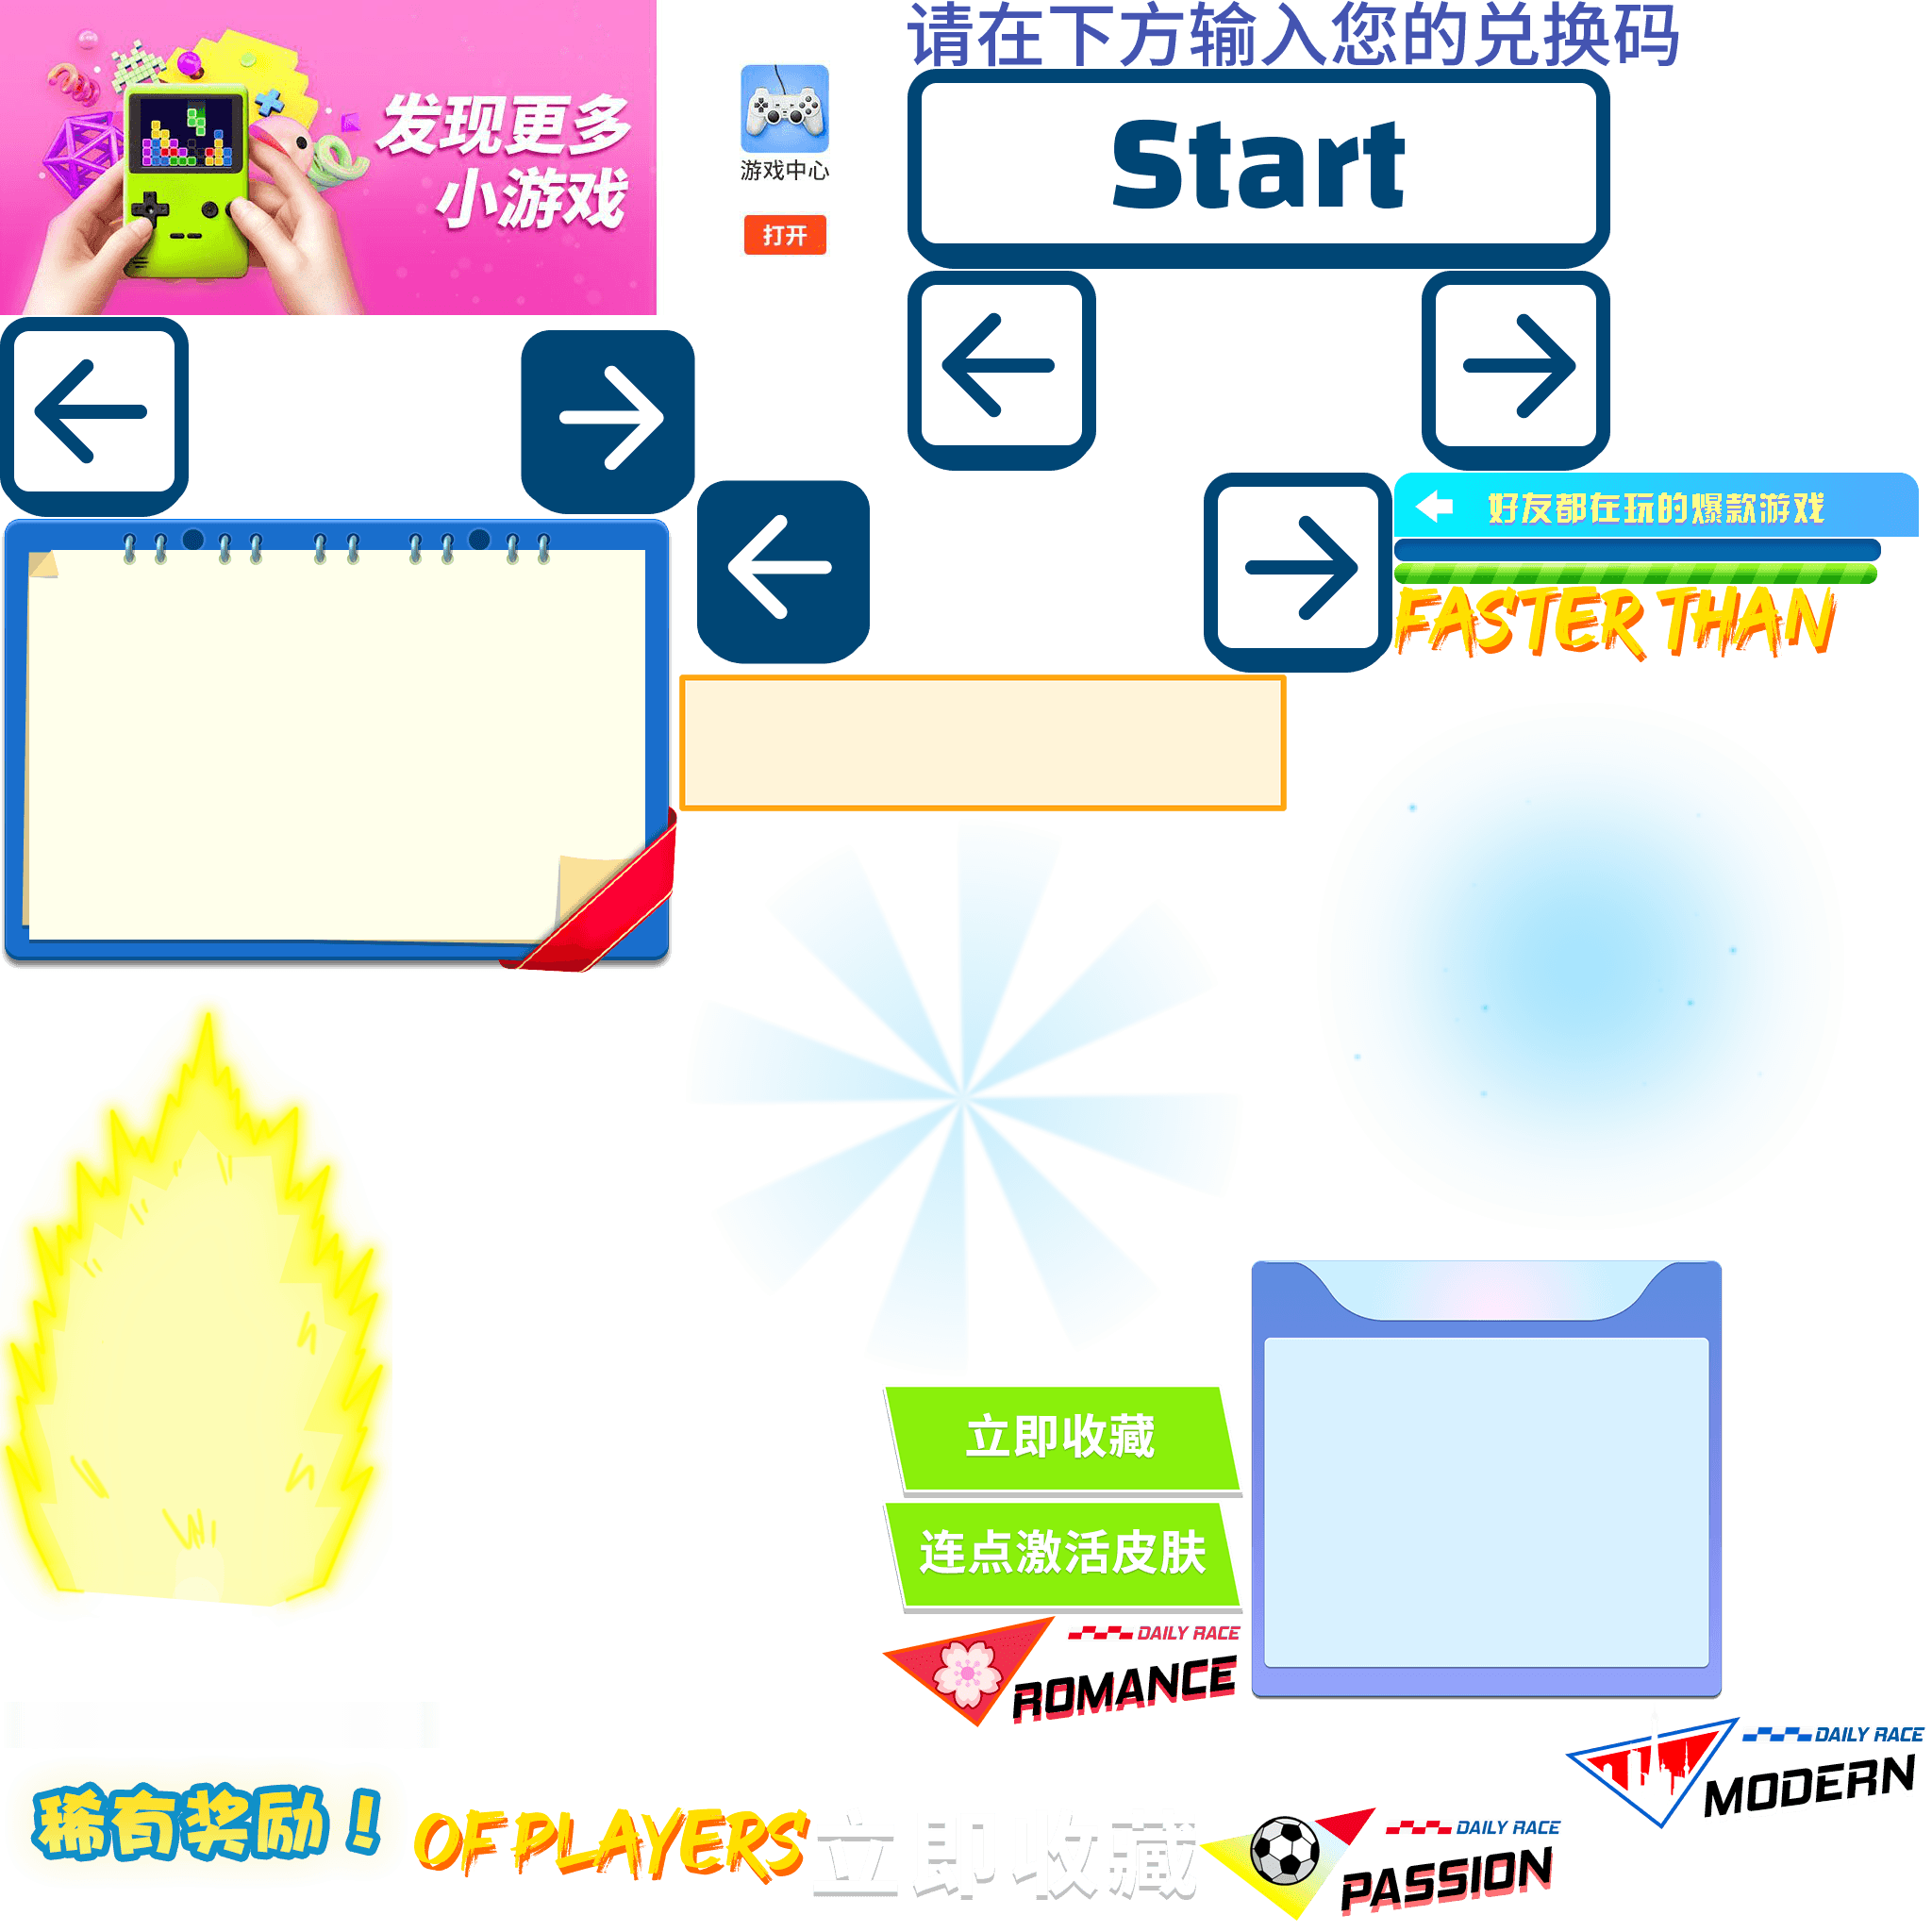 请在下方输入您的兑换码
发现更多
小游戏
游戏中心
打开
Start
好友都在玩的爆款游戏
FASTER THAN
立即收藏
连点激活皮肤
DAILY RACE
ROMANCE
DAILY RACE
MODERN
稀有奖励！
OF PLAYERS
立即收藏
DAILY RACE
PASSION